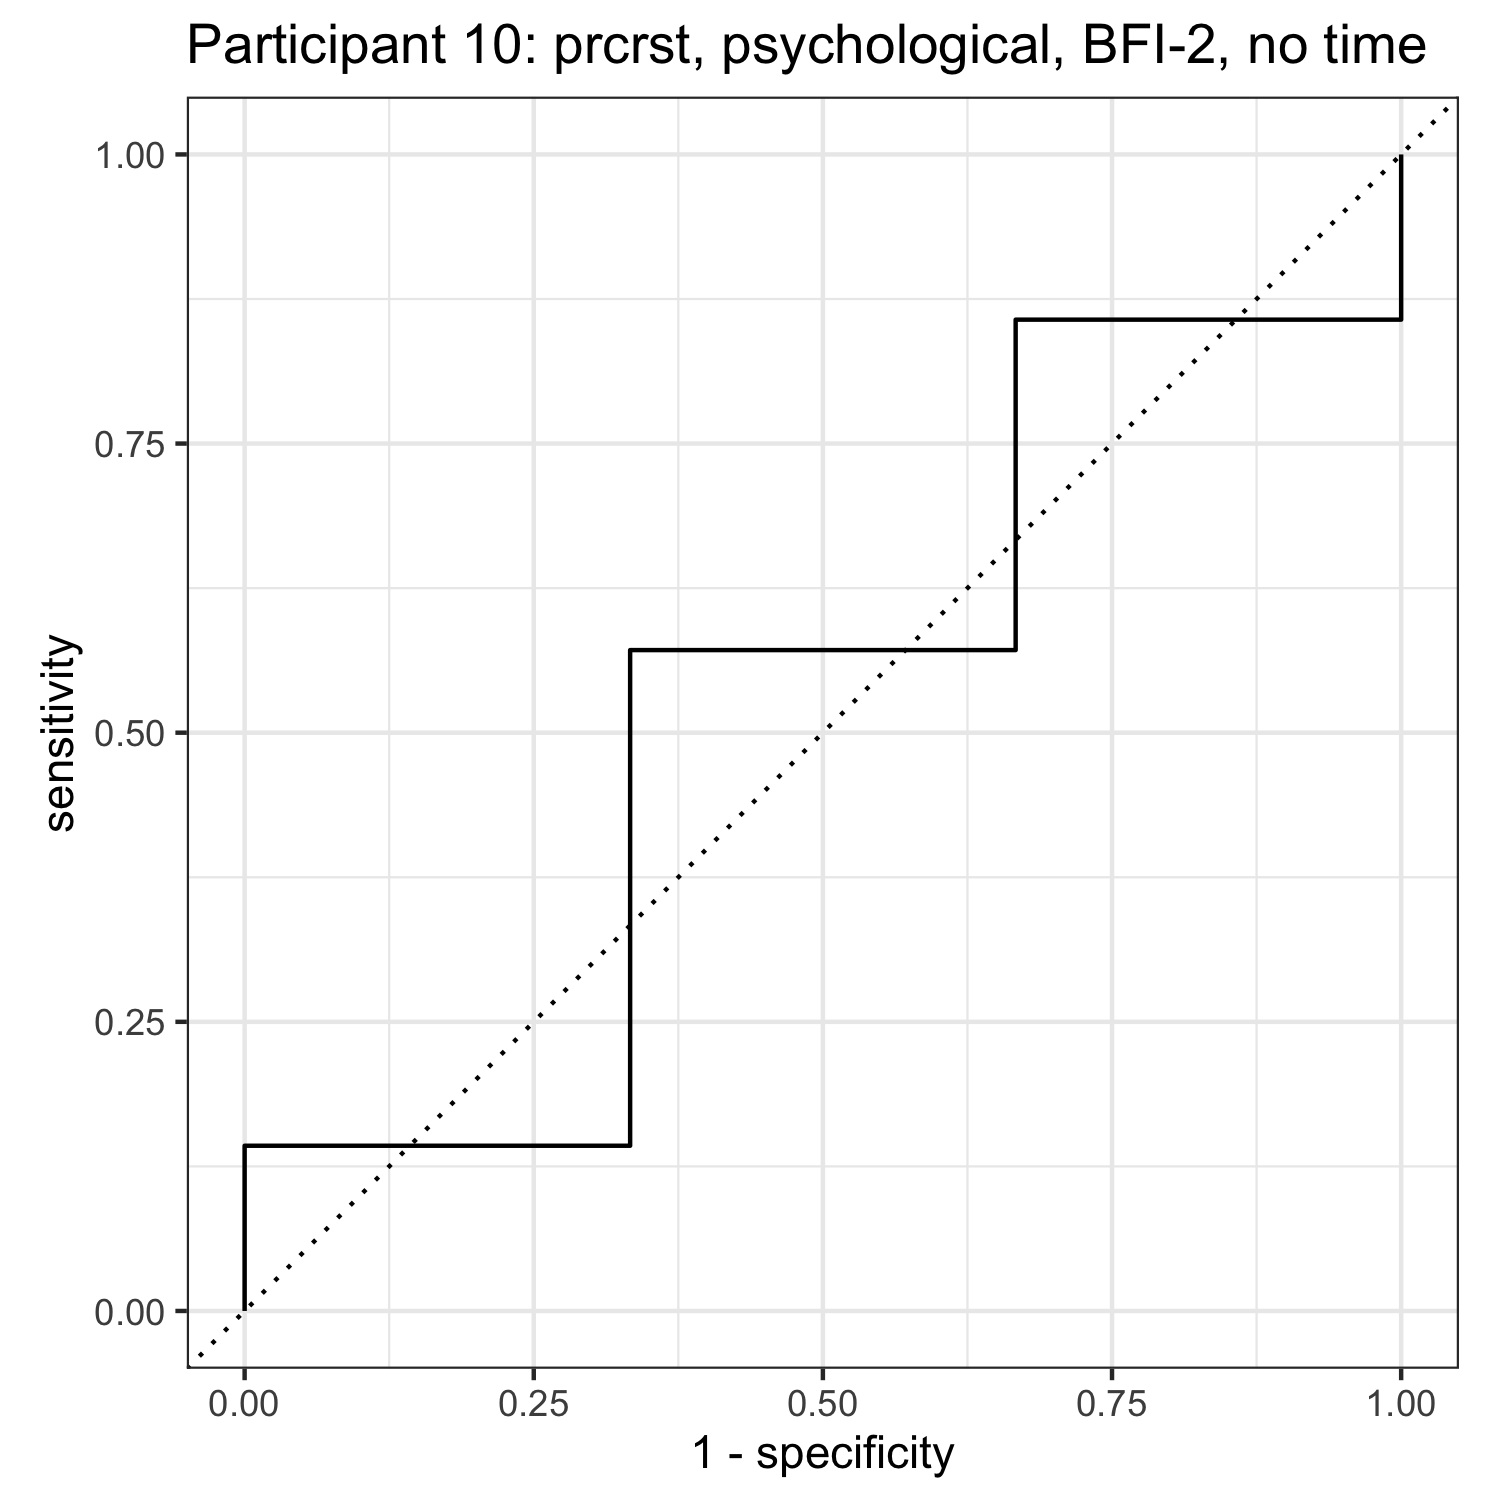 Participant 10: prcrst, psychological, BFI-2, no time
1.00
0.75
0.50
0.25
0.00
sensitivity
0.00 0.25 0.50 0.75 1.00
1 - specificity